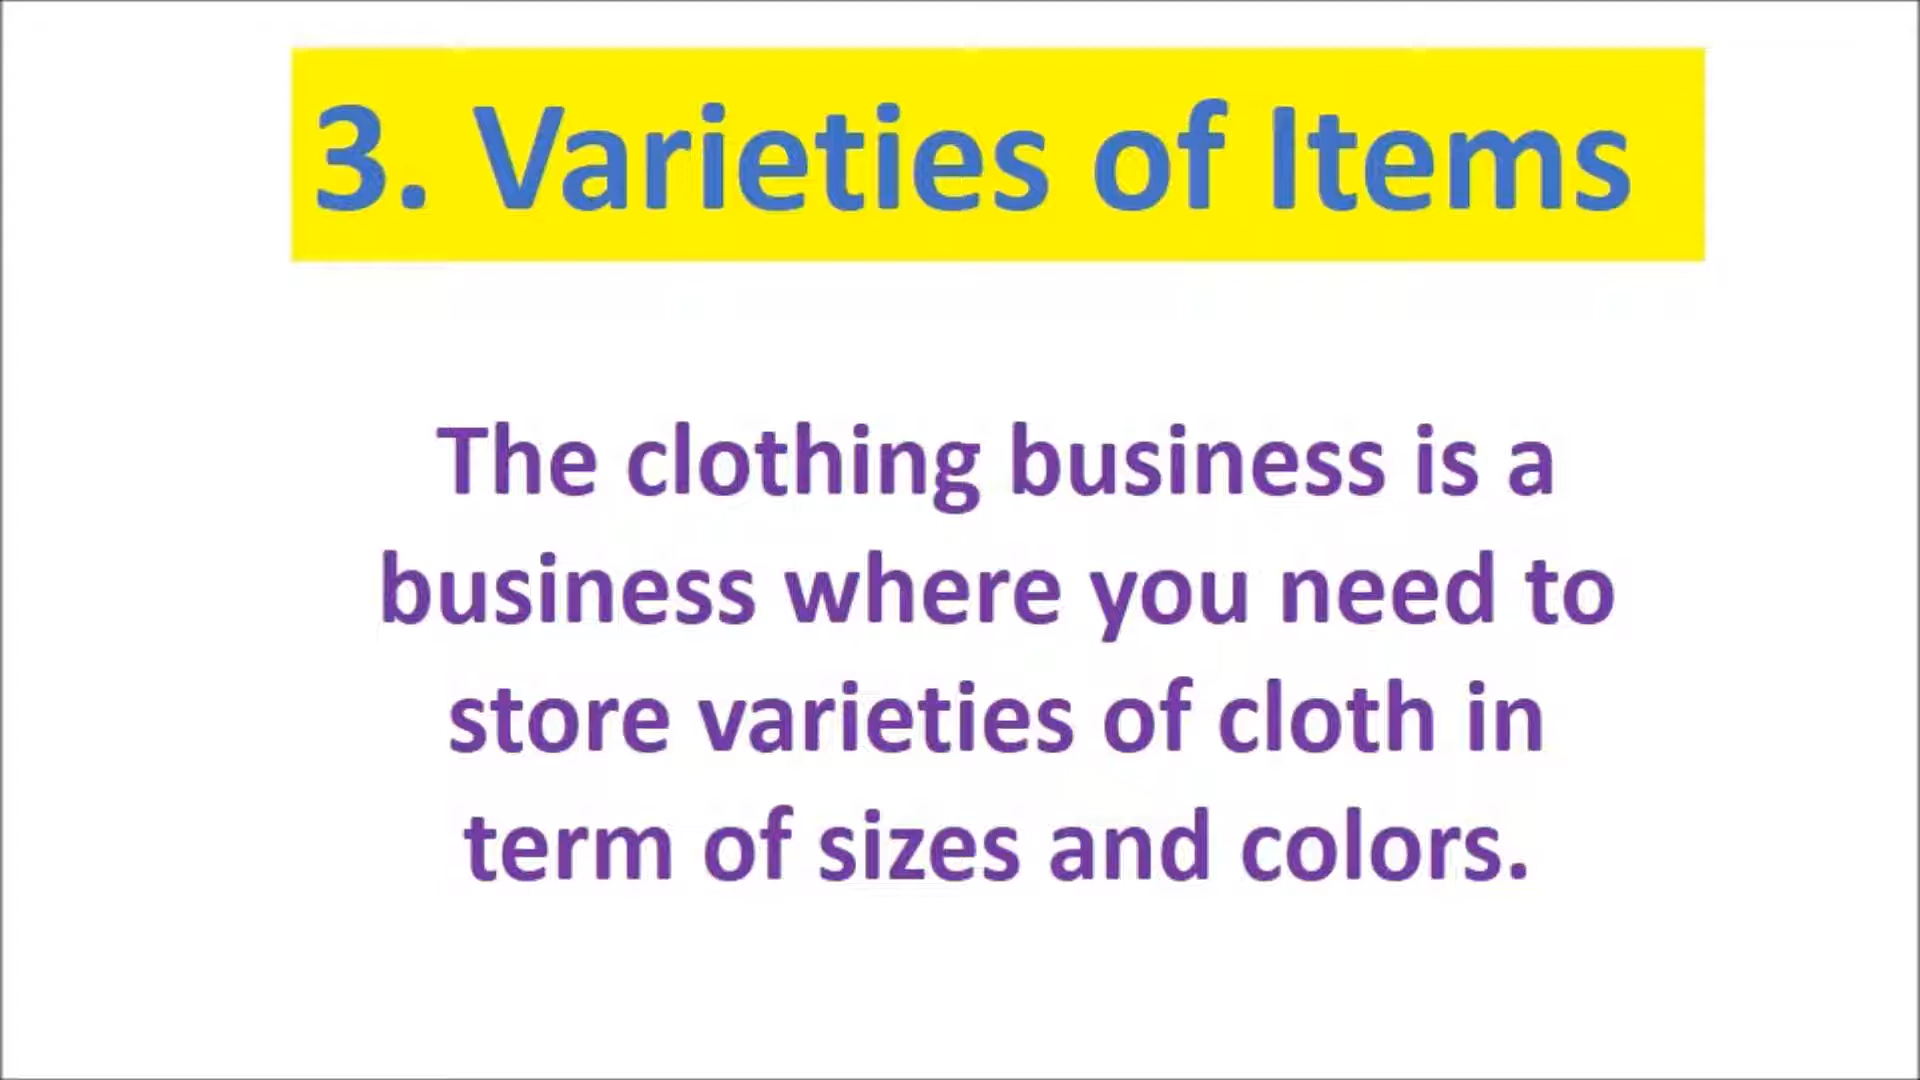 3. Varieties of Items
The clothing business is a
business where you need to
store varieties of cloth in
term of sizes and colors.